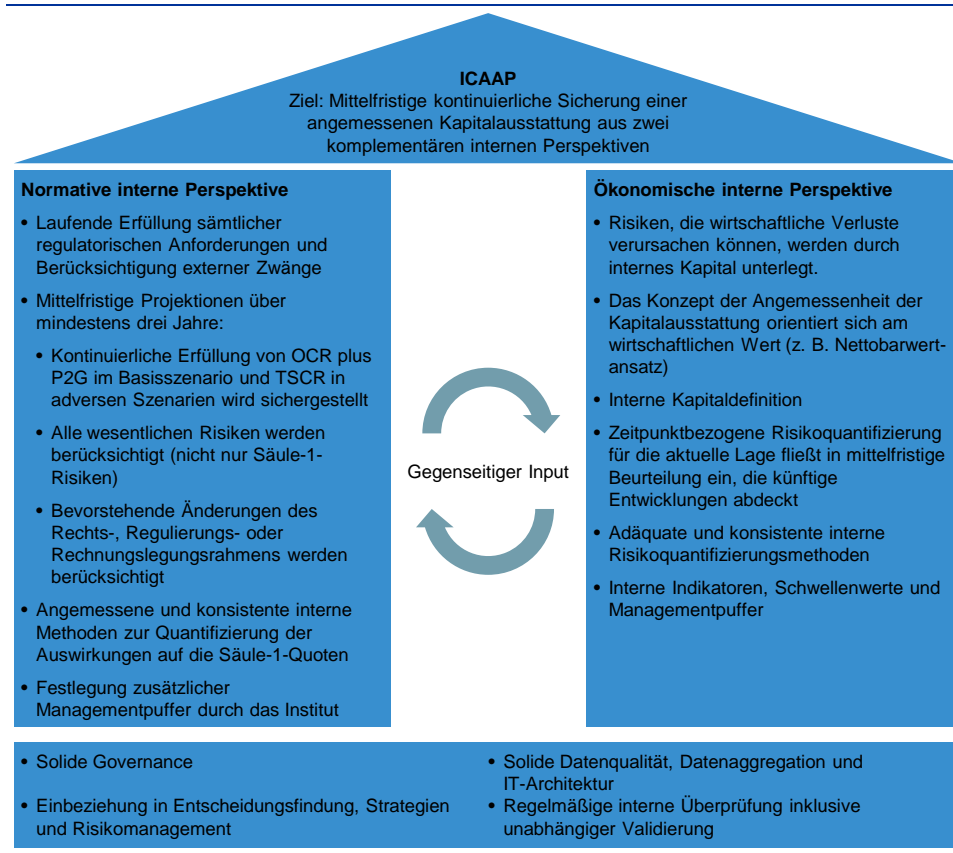 ICAAP
Ziel: Mittelfristige kontinuierliche Sicherung einer
angemessenen Kapitalausstattung aus zwei
komplementären internen Perspektiven
Normative interne Perspektive
• Laufende Erfüllung sämtlicher
regulatorischen Anforderungen und
Berücksichtigung externer Zwänge
• Mittelfristige Projektionen über
mindestens drei Jahre:
• Kontinuierliche Erfüllung von OCR plus
P2G im Basisszenario und TSCR in
adversen Szenarien wird sichergestellt
• Alle wesentlichen Risiken werden
berücksichtigt (nicht nur Säule-1-
Risiken)
• Bevorstehende Änderungen des
Rechts-, Regulierungs- oder
Rechnungslegungsrahmens werden
berücksichtigt
• Angemessene und konsistente interne
Methoden zur Quantifizierung der
Auswirkungen auf die Säule-1-Quoten
• Festlegung zusätzlicher
Managementpuffer durch das Institut
Gegenseitiger Input
Ökonomische interne Perspektive
• Risiken, die wirtschaftliche Verluste
verursachen können, werden durch
internes Kapital unterlegt.
• Das Konzept der Angemessenheit der
Kapitalausstattung orientiert sich am
wirtschaftlichen Wert (z. B. Nettobarwert-
ansatz)
• Interne Kapitaldefinition
• Zeitpunktbezogene Risikoquantifizierung
für die aktuelle Lage fließt in mittelfristige
Beurteilung ein, die künftige
Entwicklungen abdeckt
• Adäquate und konsistente interne
Risikoquantifizierungsmethoden
• Interne Indikatoren, Schwellenwerte und
Managementpuffer
• Solide Governance
• Einbeziehung in Entscheidungsfindung, Strategien
und Risikomanagement
• Solide Datenqualität, Datenaggregation und
IT-Architektur
• Regelmäßige interne Überprüfung inklusive
unabhängiger Validierung